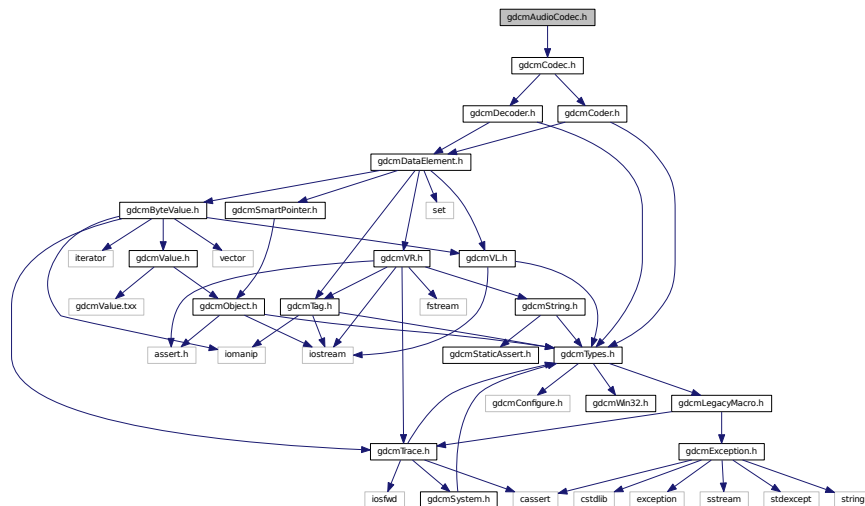 gdcmAudioCodec.h
gdcmCodec.h
gdcmDecoder.h
gdcmCoder.h
gdcmDataElement.h
gdcmByteValue.h
gdcmSmartPointer.h
set
iterator
gdcmValue.h
vector
gdcmVR.h
gdcmVL.h
gdcmValue.txx
gdcmObject.h
gdcmTag.h
fstream
gdcmString.h
assert.h
iomanip
iostream
gdcmStaticAssert.h
gdcmTypes.h
gdcmConfigure.h
gdcmWin32.h
gdcmLegacyMacro.h
gdcmTrace.h
gdcmException.h
iosfwd
gdcmSystem.h
cassert
cstdlib
exception
sstream
stdexcept
string